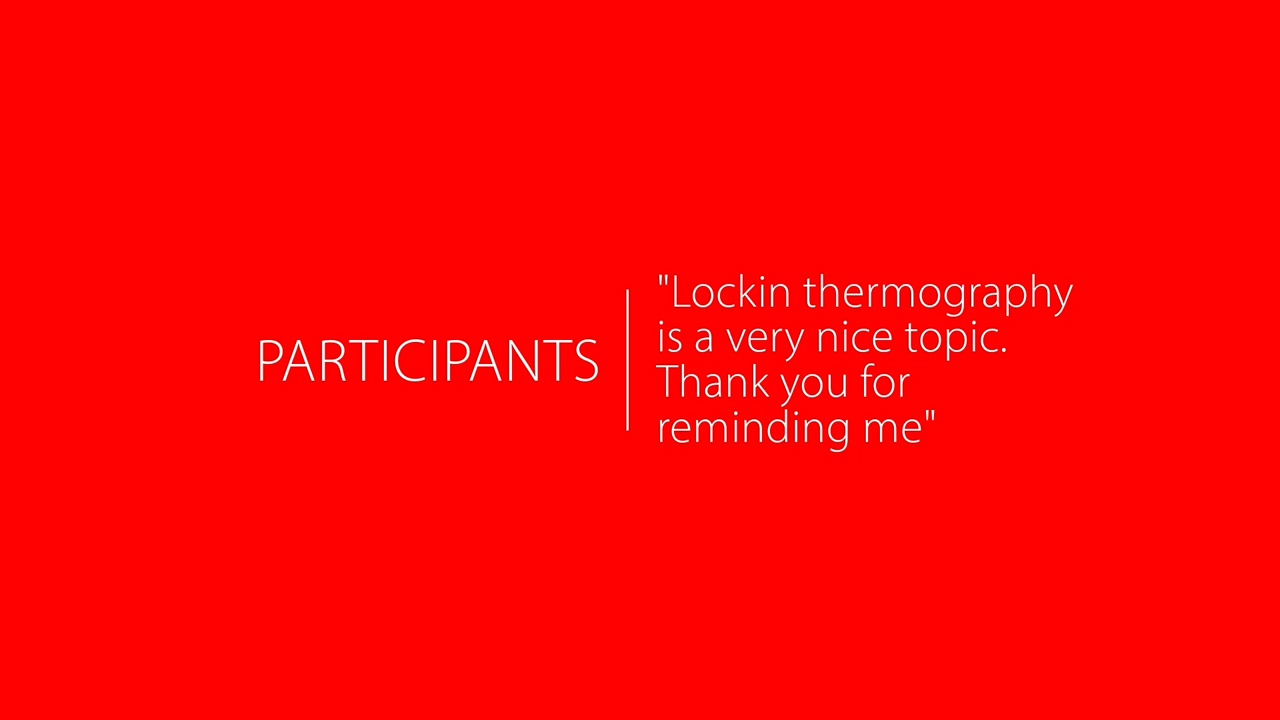 PARTICIPANTS
"Lockin thermography
is a very nice topic.
Thank you for
reminding me"